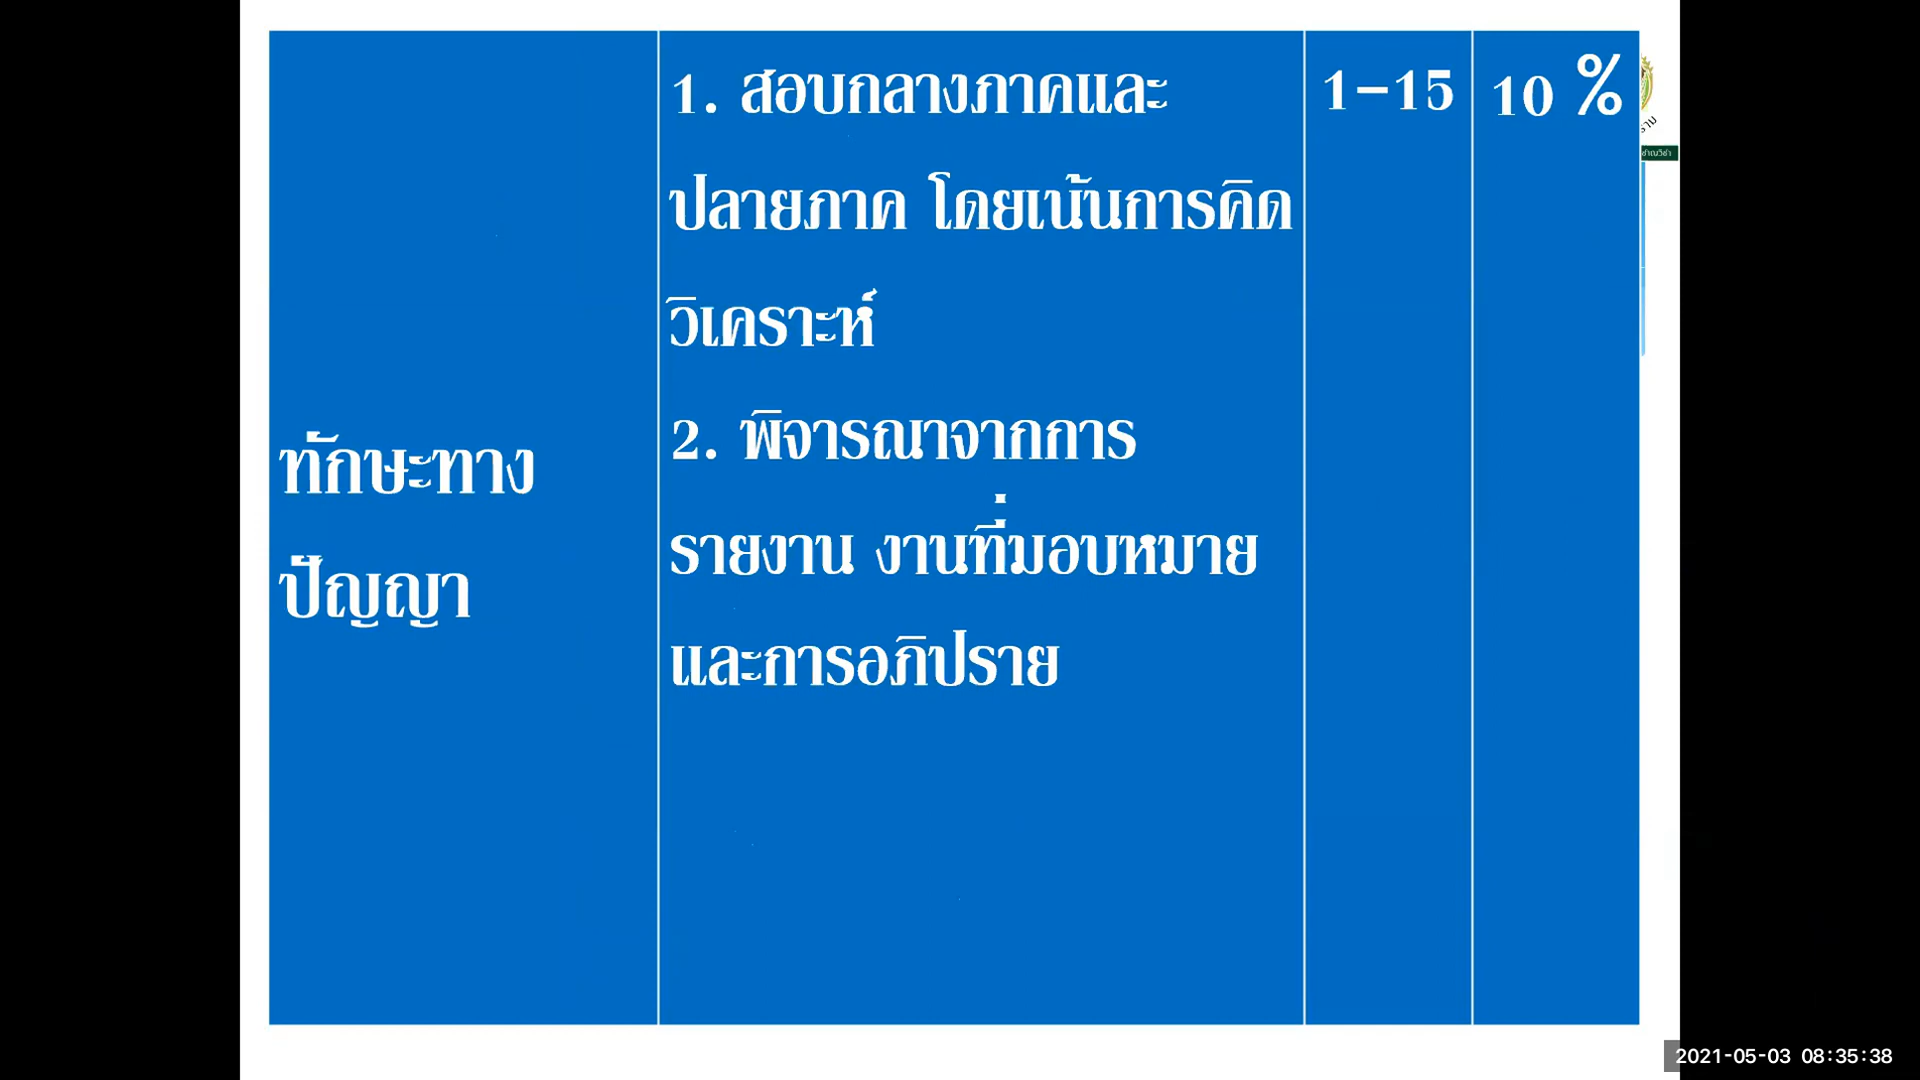 ทักษะทาง
ปัญญา
1. สอบกลางภาคและ
ปลายภาค โดยเน้นการคิด
วิเคราะห์
2. พิจารณาจากการ
รายงาน งานที่มอบหมาย
และการอภิปราย
1-15
10 %
2021-05-03 08:35:38